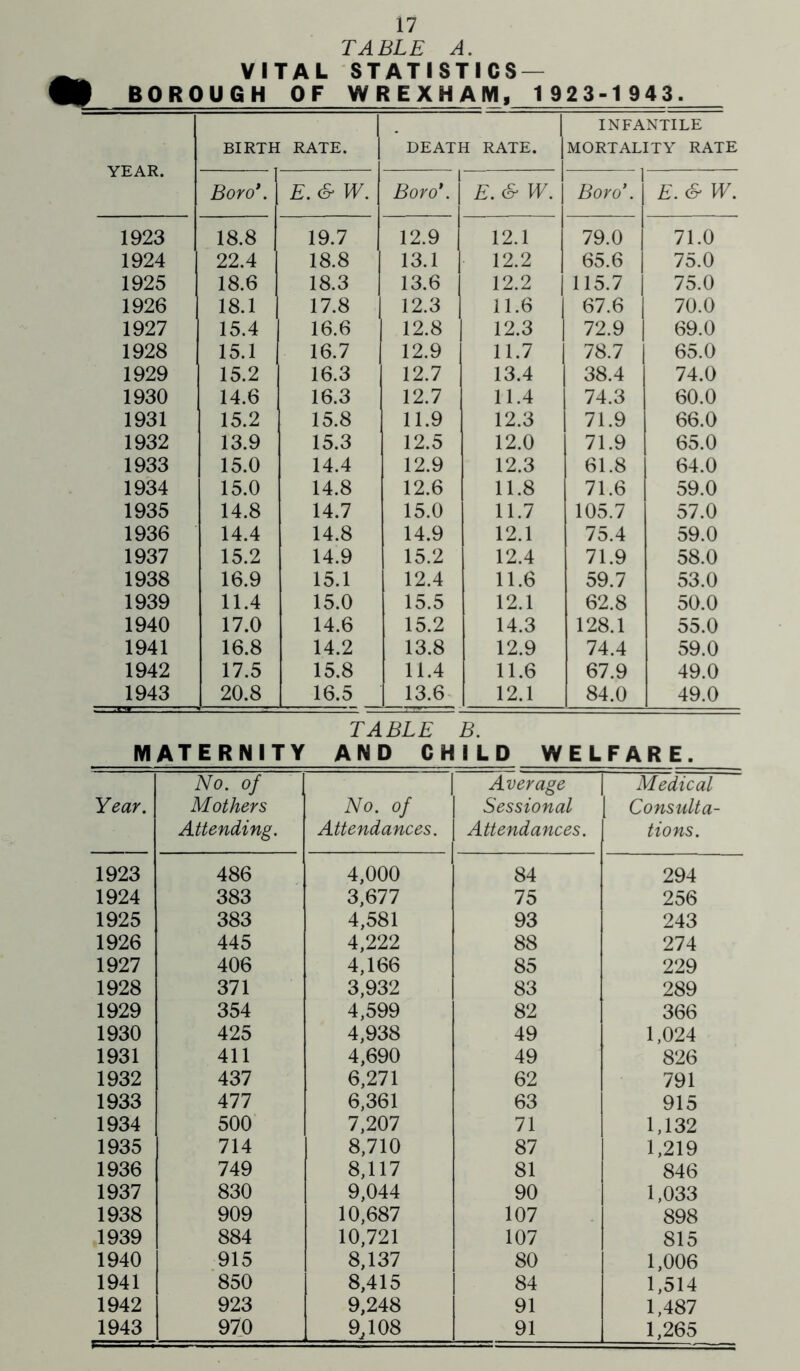 17
TABLE A.
VITAL STATISTICS—
BOROUGH OF WREXHAM, 1923-1943.
YEAR. BIRTH RATE. DEATH RATE. INFANTILE MORTALITY RATE
Boro'. E. & W. Boro'. E. & W. Boro'. E. & W.
1923 18.8 19.7 12.9 12.1 79.0 71.0
1924 22.4 18.8 13.1 12.2 65.6 75.0
1925 18.6 18.3 13.6 12.2 115.7 75.0
1926 18.1 17.8 12.3 11.6 67.6 70.0
1927 15.4 16.6 12.8 12.3 72.9 69.0
1928 15.1 16.7 12.9 11.7 78.7 65.0
1929 15.2 16.3 12.7 13.4 38.4 74.0
1930 14.6 16.3 12.7 11.4 74.3 60.0
1931 15.2 15.8 11.9 12.3 71.9 66.0
1932 13.9 15.3 12.5 12.0 71.9 65.0
1933 15.0 14.4 12.9 12.3 61.8 64.0
1934 15.0 14.8 12.6 11.8 71.6 59.0
1935 14.8 14.7 15.0 11.7 105.7 57.0
1936 14.4 14.8 14.9 12.1 75.4 59.0
1937 15.2 14.9 15.2 12.4 71.9 58.0
1938 16.9 15.1 12.4 11.6 59.7 53.0
1939 11.4 15.0 15.5 12.1 62.8 50.0
1940 17.0 14.6 15.2 14.3 128.1 55.0
1941 16.8 14.2 13.8 12.9 74.4 59.0
1942 17.5 15.8 11.4 11.6 67.9 49.0
1943 20.8 16.5 13.6 12.1 84.0 49.0
TABLE B.
MATERNITY AND CHILD WELFARE.
Year. No. of Mothers Attending. No. of Attendances. Average Sessional Attendances. Medical Consulta-tions.
1923 486 4,000 84 294
1924 383 3,677 75 256
1925 383 4,581 93 243
1926 445 4,222 88 274
1927 406 4,166 85 229
1928 371 3,932 83 289
1929 354 4,599 82 366
1930 425 4,938 49 1,024
1931 411 4,690 49 826
1932 437 6,271 62 791
1933 477 6,361 63 915
1934 500 7,207 71 1,132
1935 714 8,710 87 1,219
1936 749 8,117 81 846
1937 830 9,044 90 1,033
1938 909 10,687 107 898
1939 884 10,721 107 815
1940 915 8,137 80 1,006
1941 850 8,415 84 1,514
1942 923 9,248 91 1,487
1943 970 9,108 91 1,265